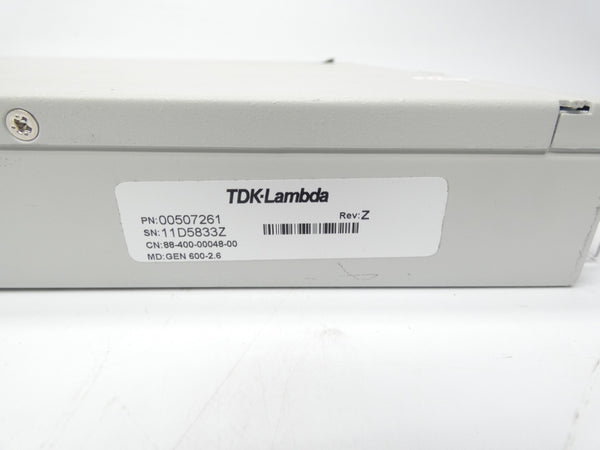 TDK·Lambda
PN:00507261 Rev:Z
SN:11D5833Z
CN:88-400-00048-00
MD:GEN 600-2.6